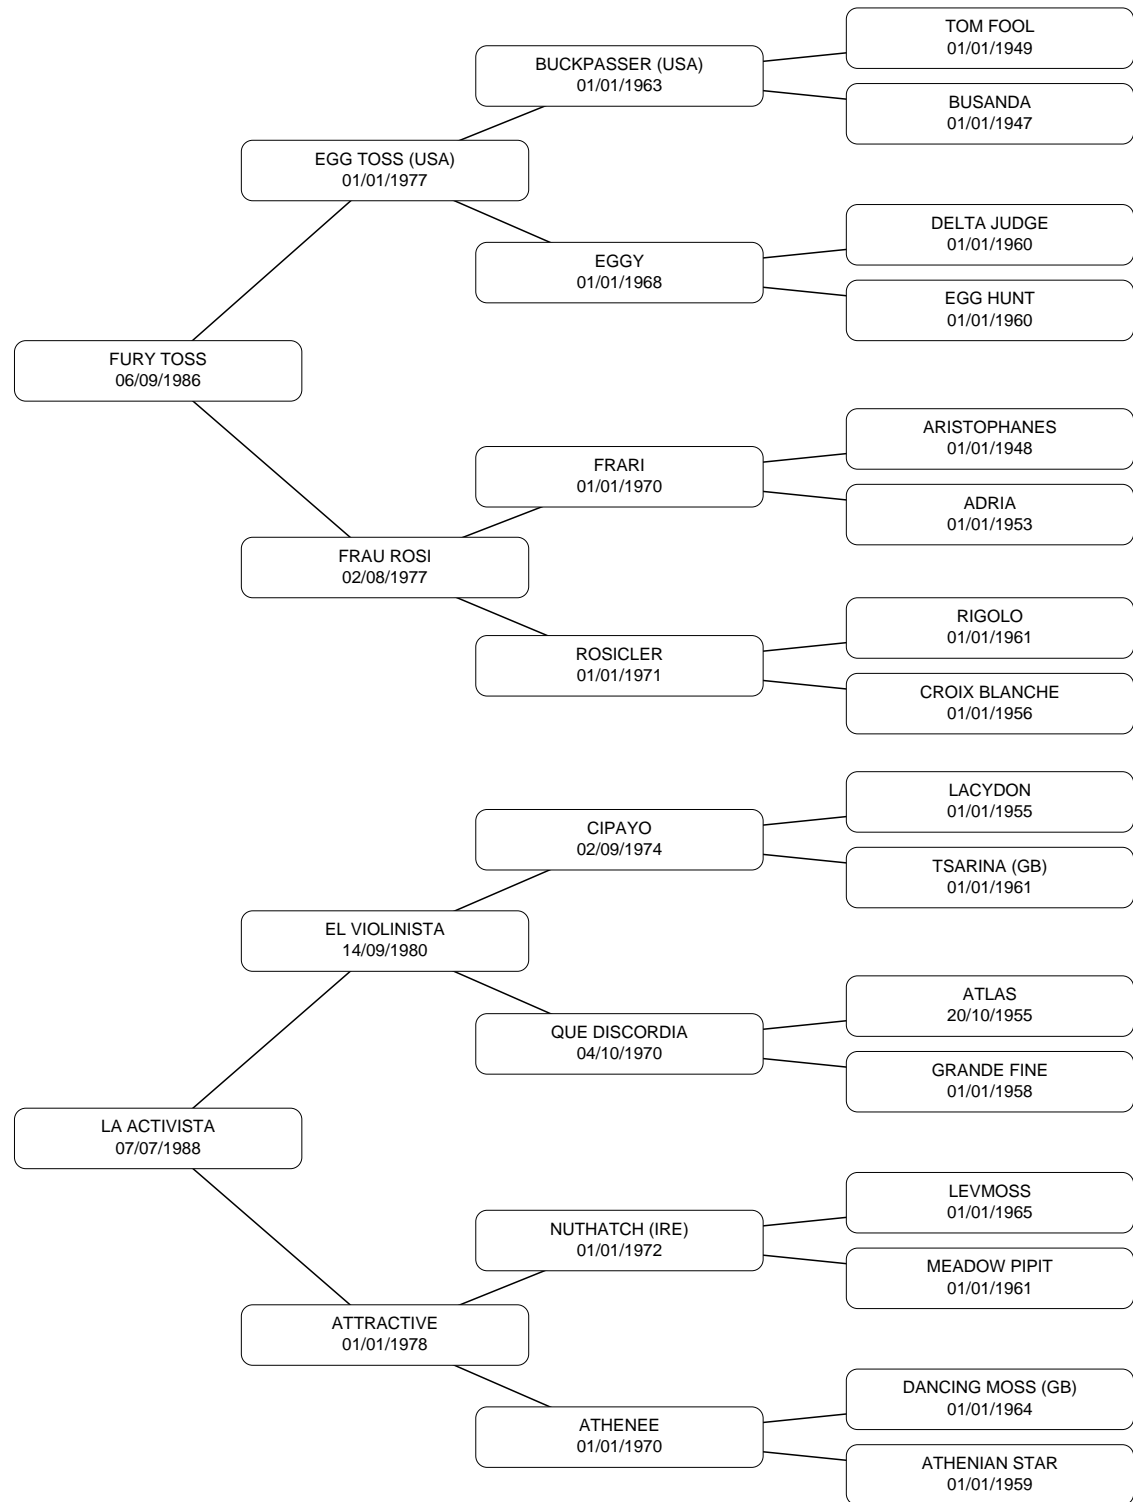 TOM FOOL
01/01/1949
BUCKPASSER (USA)
01/01/1963
BUSANDA
01/01/1947
EGG TOSS (USA)
01/01/1977
DELTA JUDGE
01/01/1960
EGGY
01/01/1968
EGG HUNT
01/01/1960
FURY TOSS
06/09/1986
ARISTOPHANES
01/01/1948
FRARI
01/01/1970
ADRIA
01/01/1953
FRAU ROSI
02/08/1977
RIGOLO
01/01/1961
ROSICLER
01/01/1971
CROIX BLANCHE
01/01/1956
LACYDON
01/01/1955
CIPAYO
02/09/1974
TSARINA (GB)
01/01/1961
EL VIOLINISTA
14/09/1980
ATLAS
20/10/1955
QUE DISCORDIA
04/10/1970
GRANDE FINE
01/01/1958
LA ACTIVISTA
07/07/1988
LEVMOSS
01/01/1965
NUTHATCH (IRE)
01/01/1972
MEADOW PIPIT
01/01/1961
ATTRACTIVE
01/01/1978
DANCING MOSS (GB)
01/01/1964
ATHENEE
01/01/1970
ATHENIAN STAR
01/01/1959